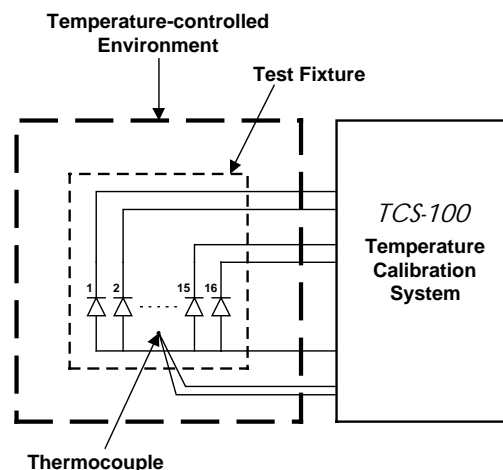 Temperature-controlled
Environment
Test Fixture
TCS-100
Temperature
Calibration
System
1 2 15 16
Thermocouple